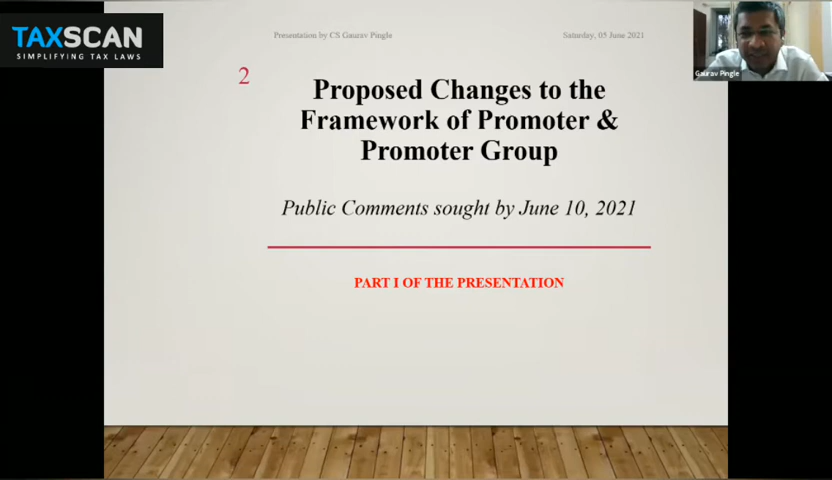 TAXSCAN
SIMPLIFYING TAX LAWS
Presentation by CS Gaurav Pingle
Saturday, 05 June 2021
Gaurav Pingle
2
Proposed Changes to the
Framework of Promoter &
Promoter Group
Public Comments sought by June 10, 2021
PART I OF THE PRESENTATION